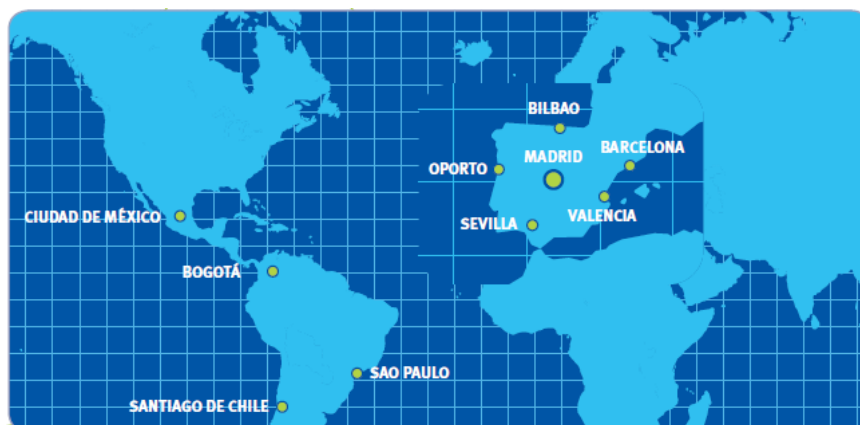 BILBAO
BARCELONA
MADRID
OPORTO
CIUDAD DE MÉXICO
VALENCIA
SEVILLA
BOGOTÁ
SAO PAULO
SANTIAGO DE CHILE